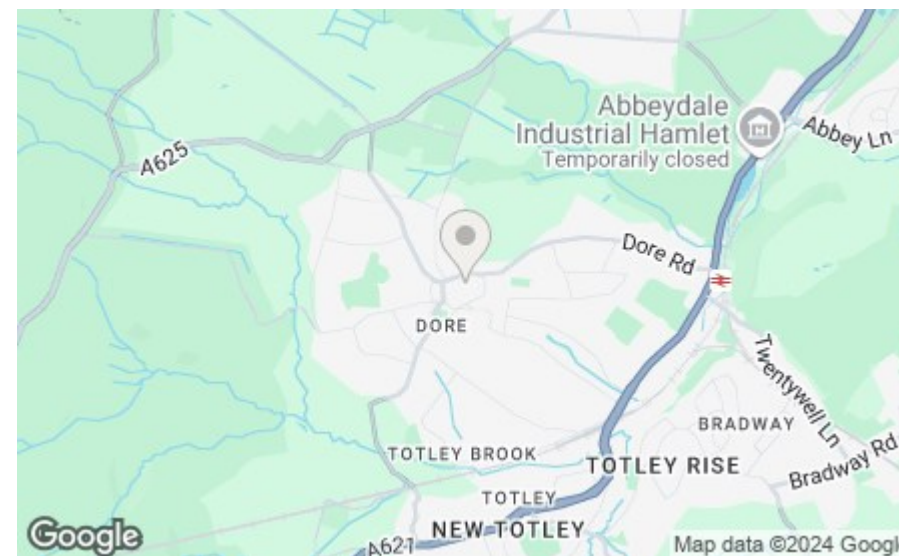 Abbeydale
Industrial Hamlet
Temporarily closed
Abbey Ln
A625
Dore Rd
DORE
Twentywell Ln
BRADWAY
TOTLEY BROOK
TOTLEY RISE
Bradway Rd
TOTLEY
NEW TOTLEY
A621
Google
Map data ©2024 Googl